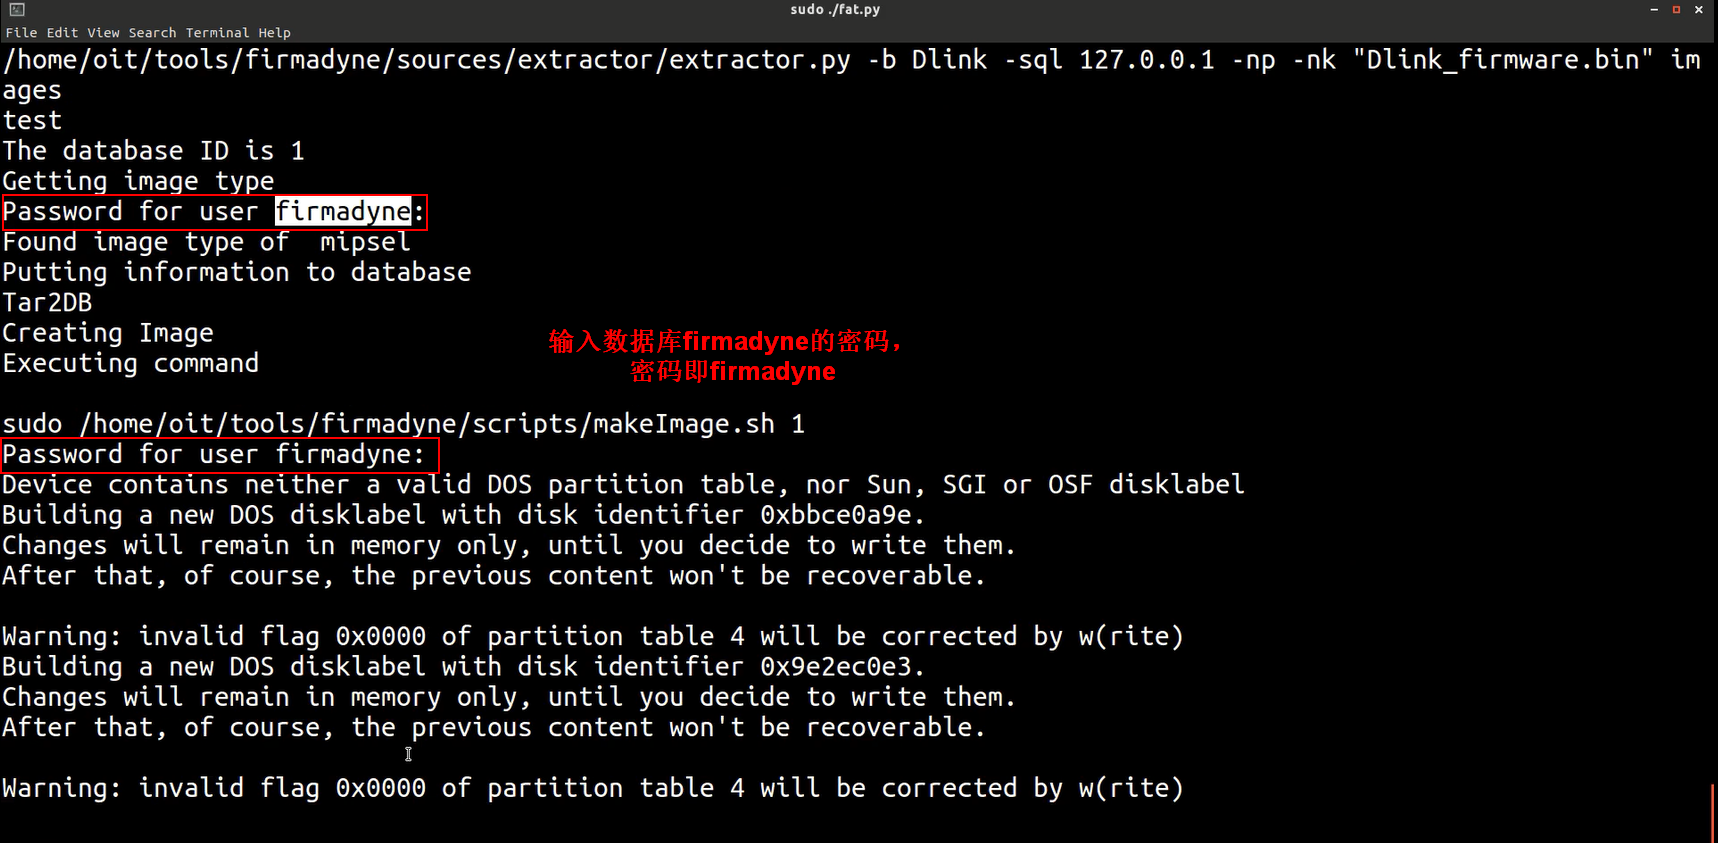 sudo ./fat.py
File Edit View Search Terminal Help
/home/oit/tools/firmadyne/sources/extractor/extractor.py -b Dlink -sql 127.0.0.1 -np -nk "Dlink_firmware.bin" im
ages
test
The database ID is 1
Getting image type
Password for user firmadyne:
Found image type of  mipsel
Putting information to database
Tar2DB
Creating Image
Executing command
输入数据库firmadyne的密码，
密码即firmadyne
sudo /home/oit/tools/firmadyne/scripts/makeImage.sh 1
Password for user firmadyne:
Device contains neither a valid DOS partition table, nor Sun, SGI or OSF disklabel
Building a new DOS disklabel with disk identifier 0xbbce0a9e.
Changes will remain in memory only, until you decide to write them.
After that, of course, the previous content won't be recoverable.
Warning: invalid flag 0x0000 of partition table 4 will be corrected by w(rite)
Building a new DOS disklabel with disk identifier 0x9e2ec0e3.
Changes will remain in memory only, until you decide to write them.
After that, of course, the previous content won't be recoverable.
Warning: invalid flag 0x0000 of partition table 4 will be corrected by w(rite)